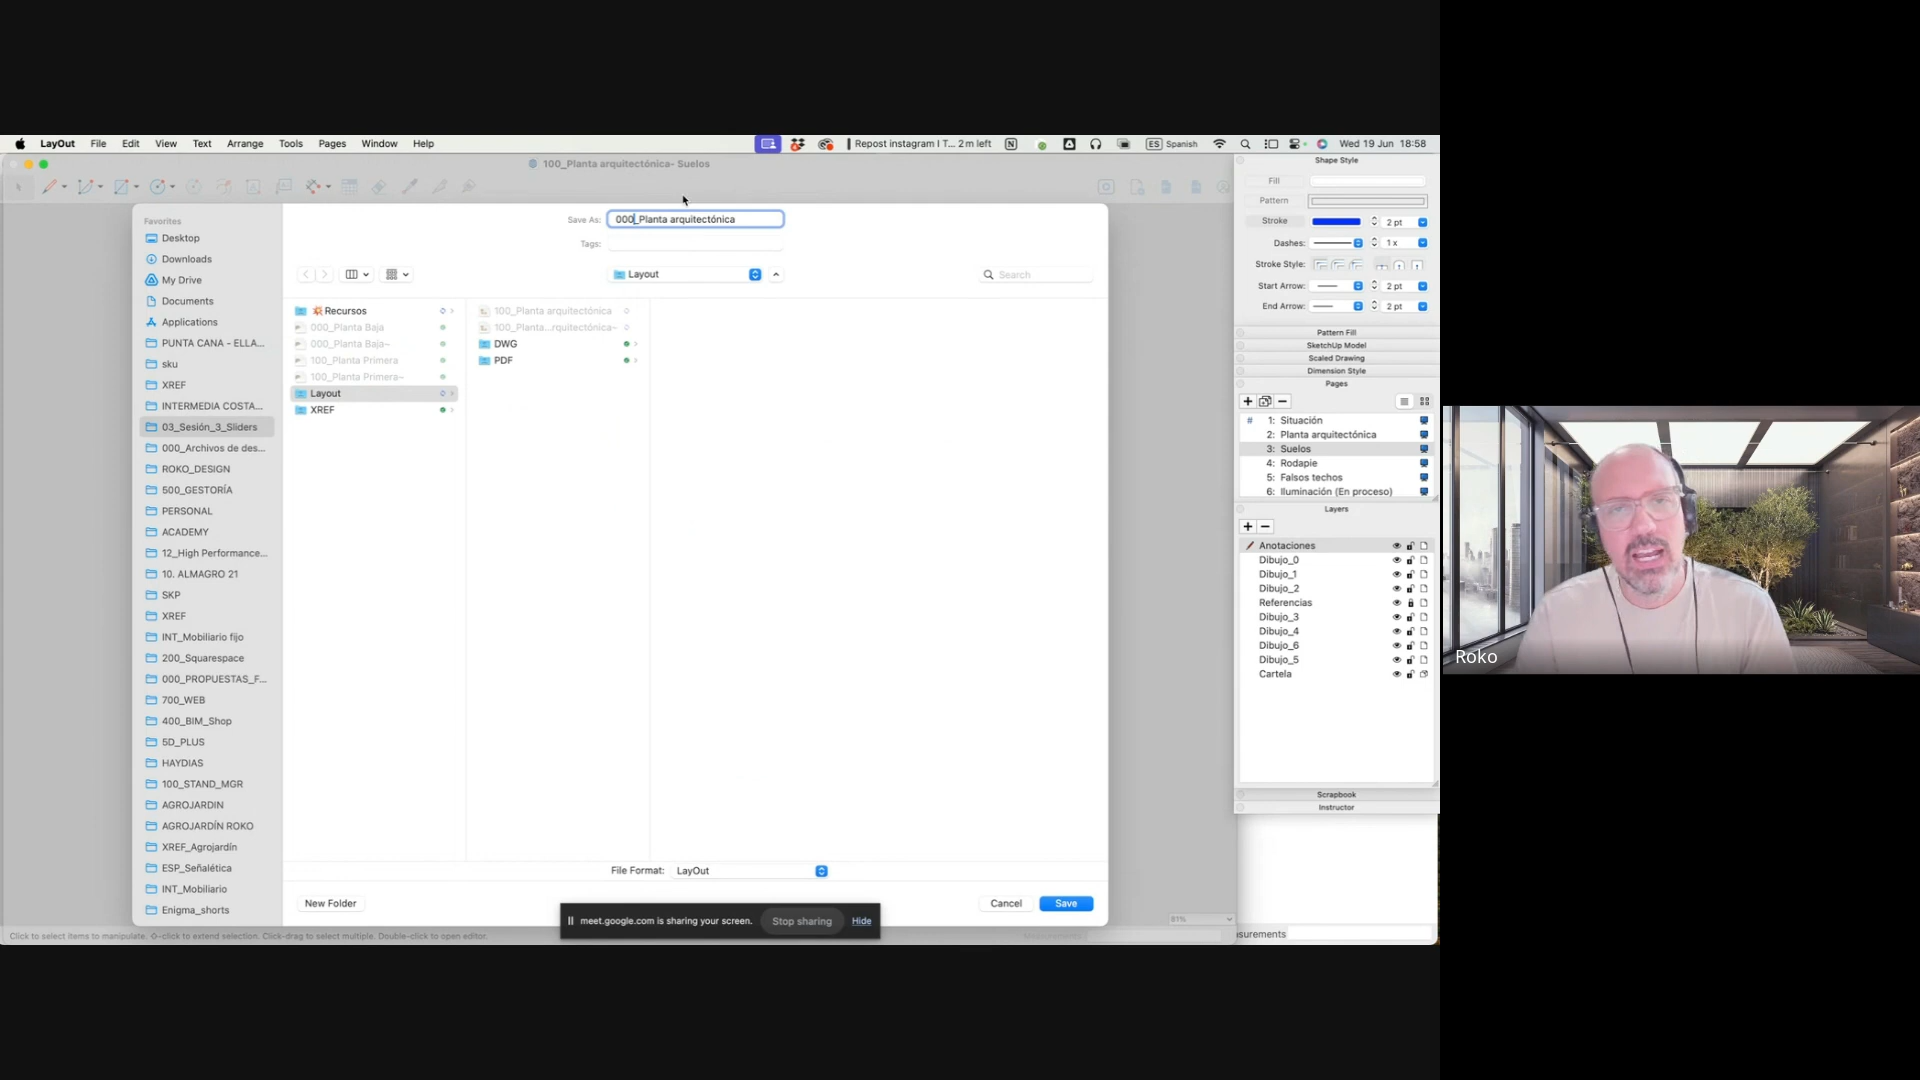 LayOut File Edit View Text Arrange Tools Pages Window Help
Repost instagram I T... 2m left
ES Spanish
Wed 19 Jun 18:58
100_Planta arquitectónica- Suelos
Save As: 000_Planta arquitectónica
Tags:
Layout
Search
Favorites
Desktop
Downloads
My Drive
Documents
Applications
PUNTA CANA - ELLA...
sku
XREF
INTERMEDIA COSTA...
03_Sesión_3_Sliders
000_Archivos de des...
ROKO_DESIGN
500_GESTORÍA
PERSONAL
ACADEMY
12_High Performance...
10. ALMAGRO 21
SKP
XREF
INT_Mobiliario fijo
200_Squarespace
000_PROPUESTAS_F...
700_WEB
400_BIM_Shop
5D_PLUS
HAYDIAS
100_STAND_MGR
AGROJARDIN
AGROJARDÍN ROKO
XREF_Agrojardín
ESP_Señalética
INT_Mobiliario
Enigma_shorts
Recursos
000_Planta Baja
000_Planta Baja~
100_Planta Primera
100_Planta Primera~
Layout
XREF
100_Planta arquitectónica
100_Planta...rquitectónica~
DWG
PDF
File Format: LayOut
New Folder
Cancel
Save
meet.google.com is sharing your screen.
Stop sharing
Hide
Click to select items to manipulate. ⇧-click to extend selection. Click-drag to select multiple. Double-click to open editor.
81%
surements
Shape Style
Fill
Pattern
Stroke 2 pt
Dashes: 1 x
Stroke Style:
Start Arrow: 2 pt
End Arrow: 2 pt
Pattern Fill
SketchUp Model
Scaled Drawing
Dimension Style
Pages
# 1: Situación
2: Planta arquitectónica
3: Suelos
4: Rodapie
5: Falsos techos
6: Iluminación (En proceso)
Layers
Anotaciones
Dibujo_0
Dibujo_1
Dibujo_2
Referencias
Dibujo_3
Dibujo_4
Dibujo_6
Dibujo_5
Cartela
Scrapbook
Instructor
Roko